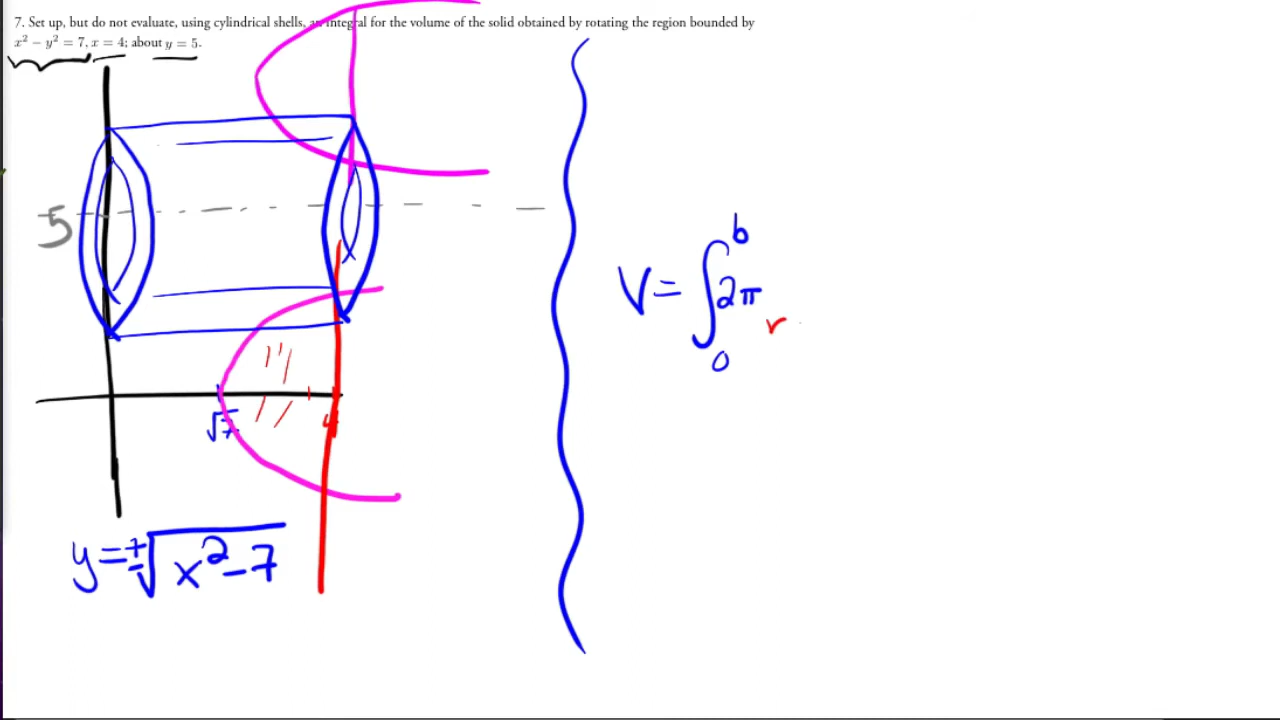 7. Set up, but do not evaluate, using cylindrical shells, an integral for the volume of the solid obtained by rotating the region bounded by
x² − y² = 7, x = 4; about y = 5.
5
√7
4
V = ∫₀ᵇ 2π r
y = ±√(x² − 7)